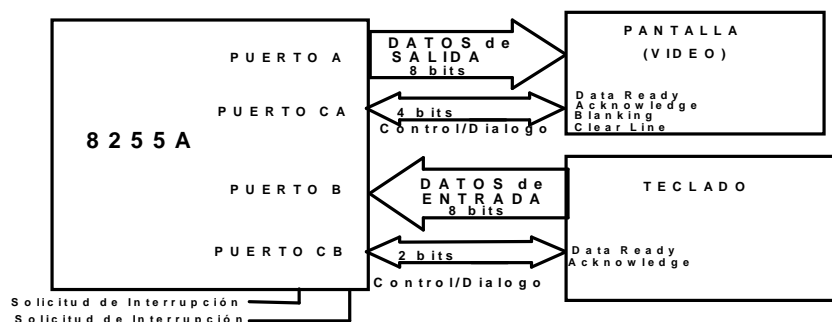 8255A
PUERTO A
PUERTO CA
PUERTO B
PUERTO CB
Solicitud de Interrupción
Solicitud de Interrupción
DATOS de
SALIDA
8 bits
4 bits
Control/Dialogo
DATOS de
ENTRADA
8 bits
2 bits
Control/Dialogo
PANTALLA
(VIDEO)
Data Ready
Acknowledge
Blanking
Clear Line
TECLADO
Data Ready
Acknowledge